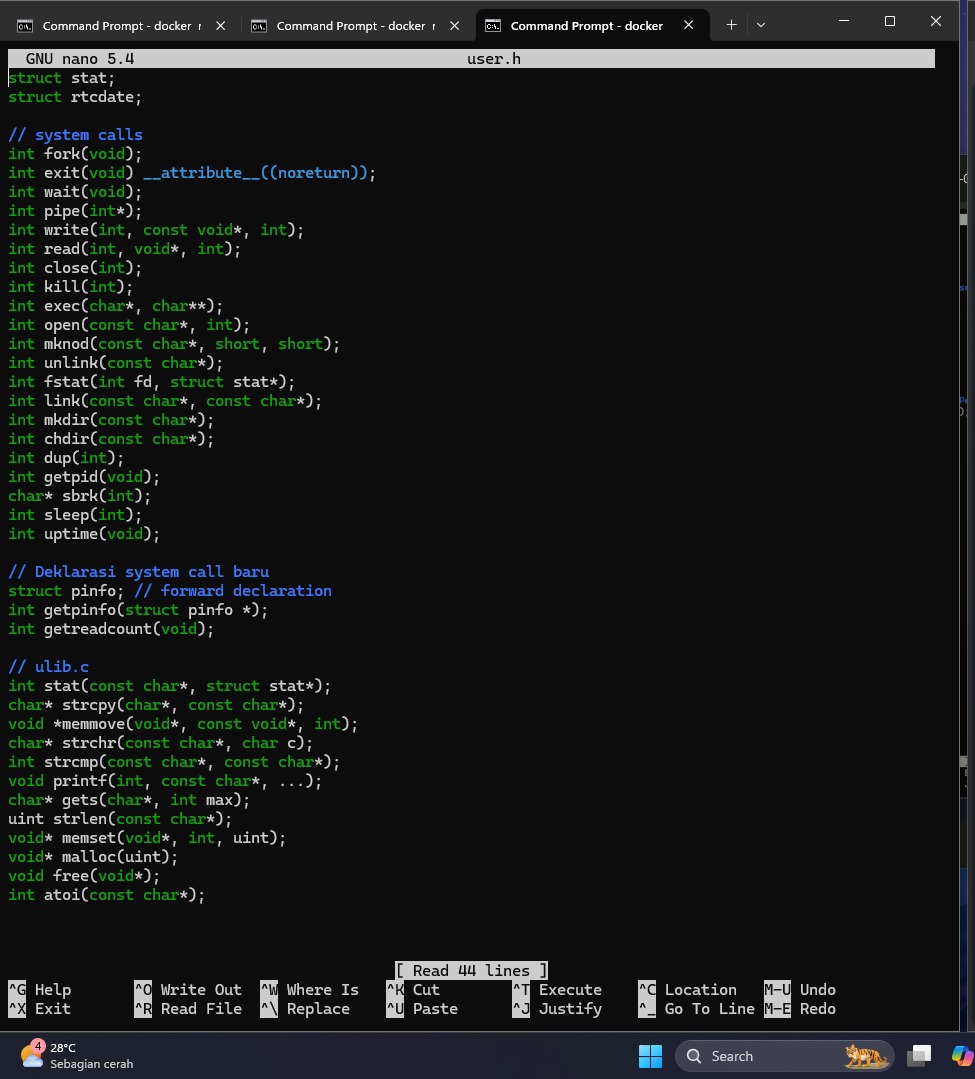 Command Prompt - docker r
Command Prompt - docker r
Command Prompt - docker
GNU nano 5.4 user.h
struct stat;
struct rtcdate;
// system calls
int fork(void);
int exit(void) __attribute__((noreturn));
int wait(void);
int pipe(int*);
int write(int, const void*, int);
int read(int, void*, int);
int close(int);
int kill(int);
int exec(char*, char**);
int open(const char*, int);
int mknod(const char*, short, short);
int unlink(const char*);
int fstat(int fd, struct stat*);
int link(const char*, const char*);
int mkdir(const char*);
int chdir(const char*);
int dup(int);
int getpid(void);
char* sbrk(int);
int sleep(int);
int uptime(void);
// Deklarasi system call baru
struct pinfo; // forward declaration
int getpinfo(struct pinfo *);
int getreadcount(void);
// ulib.c
int stat(const char*, struct stat*);
char* strcpy(char*, const char*);
void *memmove(void*, const void*, int);
char* strchr(const char*, char c);
int strcmp(const char*, const char*);
void printf(int, const char*, ...);
char* gets(char*, int max);
uint strlen(const char*);
void* memset(void*, int, uint);
void* malloc(uint);
void free(void*);
int atoi(const char*);
[ Read 44 lines ]
^G Help ^O Write Out ^W Where Is ^K Cut ^T Execute ^C Location M-U Undo
^X Exit ^R Read File ^\ Replace ^U Paste ^J Justify ^_ Go To Line M-E Redo
4
28°C
Sebagian cerah
Search